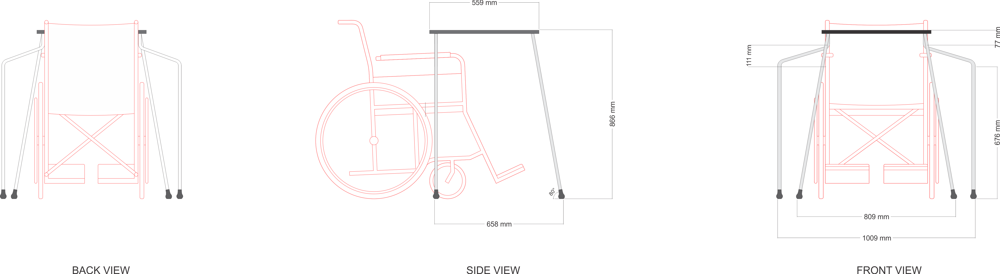 559 mm
77 mm
111 mm
866 mm
676 mm
80°
809 mm
658 mm
1009 mm
BACK VIEW
SIDE VIEW
FRONT VIEW